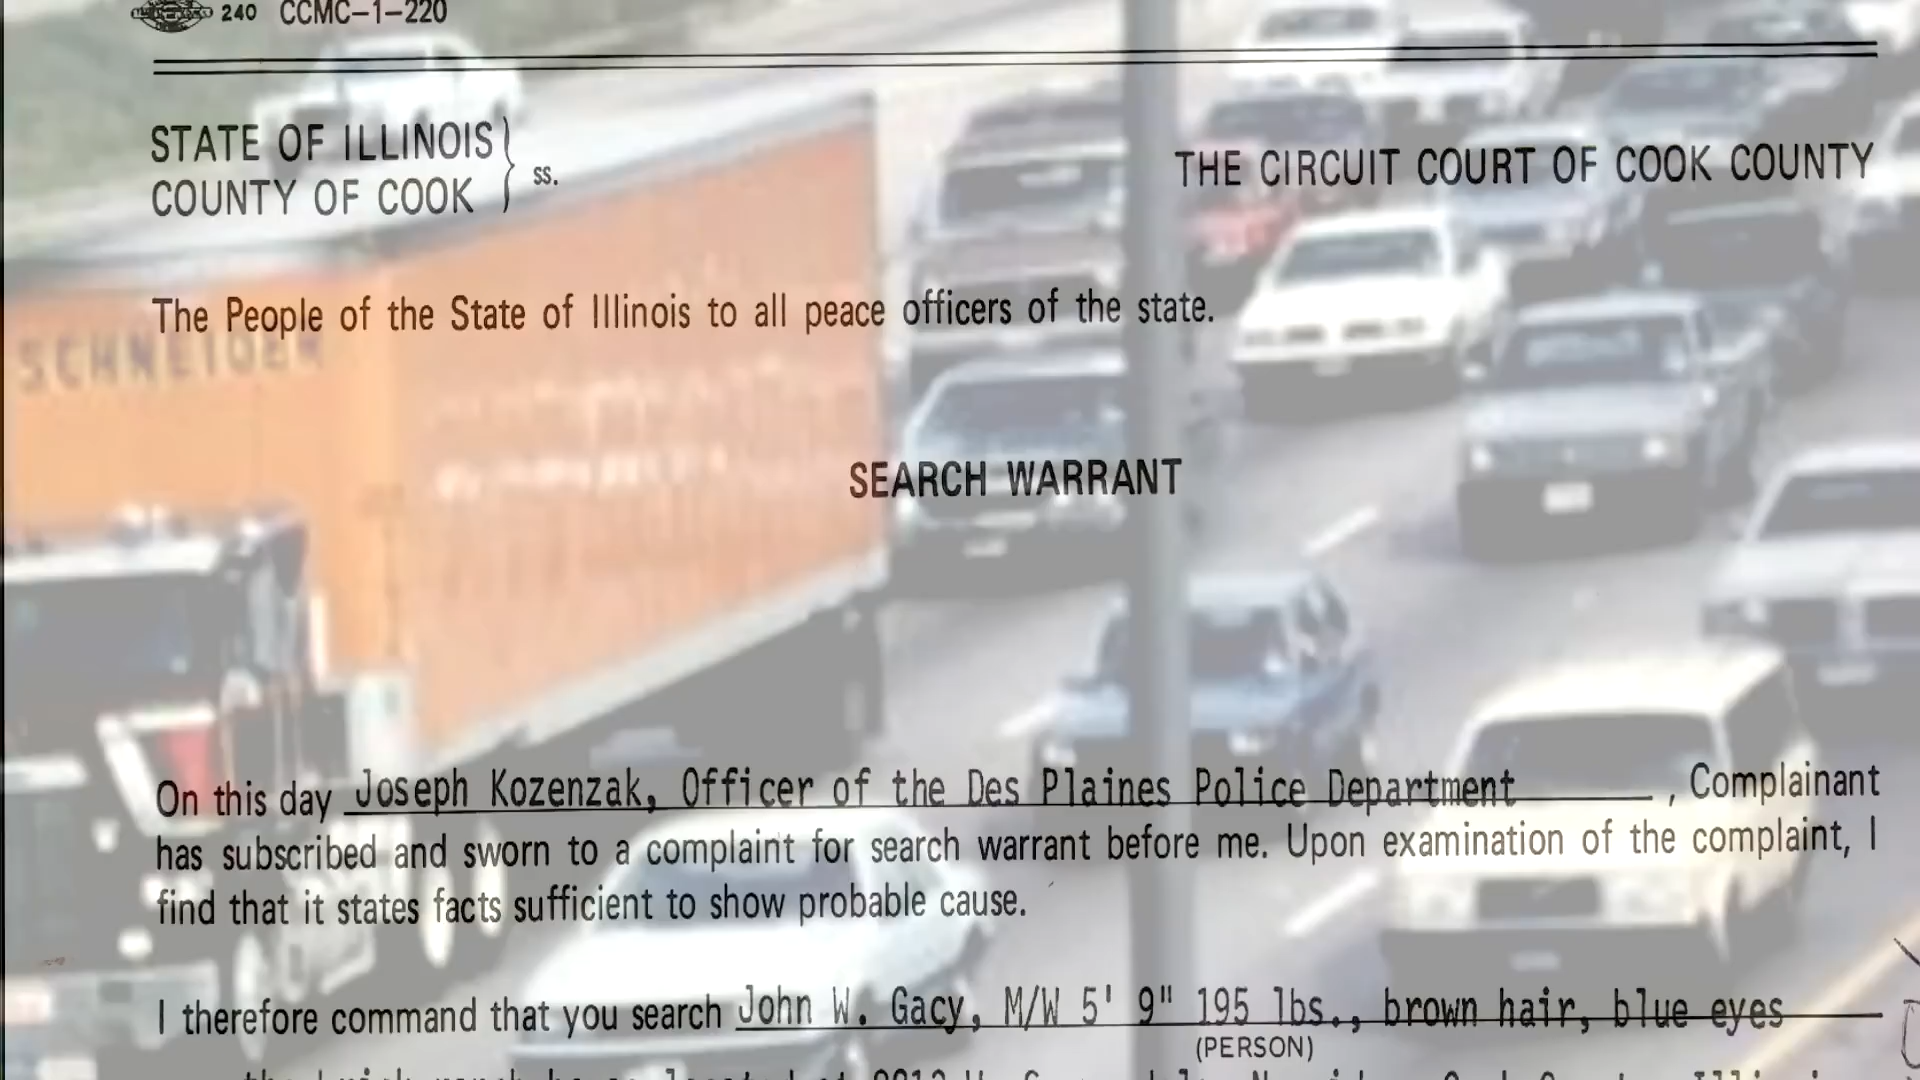 240 CCMC-1-220
STATE OF ILLINOIS
COUNTY OF COOK
ss.
THE CIRCUIT COURT OF COOK COUNTY
The People of the State of Illinois to all peace officers of the state.
SCHNEIDER
SEARCH WARRANT
On this day Joseph Kozenzak, Officer of the Des Plaines Police Department, Complainant
has subscribed and sworn to a complaint for search warrant before me. Upon examination of the complaint, I
find that it states facts sufficient to show probable cause.
I therefore command that you search John W. Gacy, M/W 5' 9" 195 lbs., brown hair, blue eyes
(PERSON)